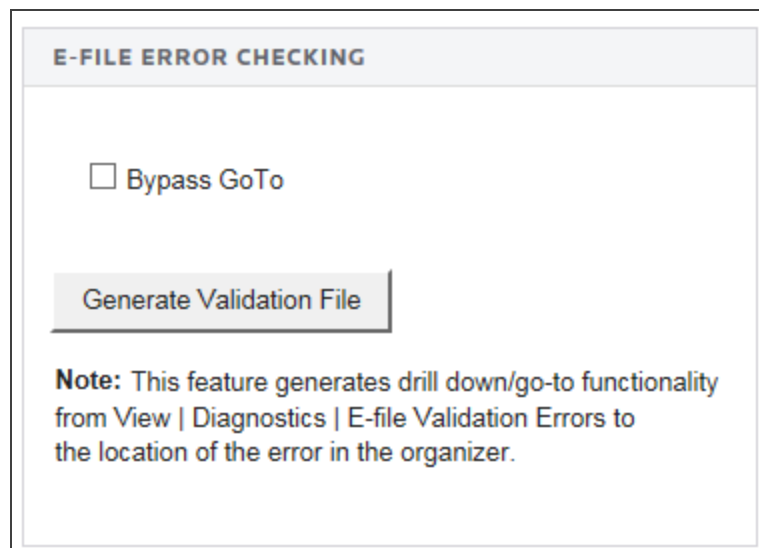 E-FILE ERROR CHECKING
Bypass GoTo
Generate Validation File
Note: This feature generates drill down/go-to functionality
from View | Diagnostics | E-file Validation Errors to
the location of the error in the organizer.